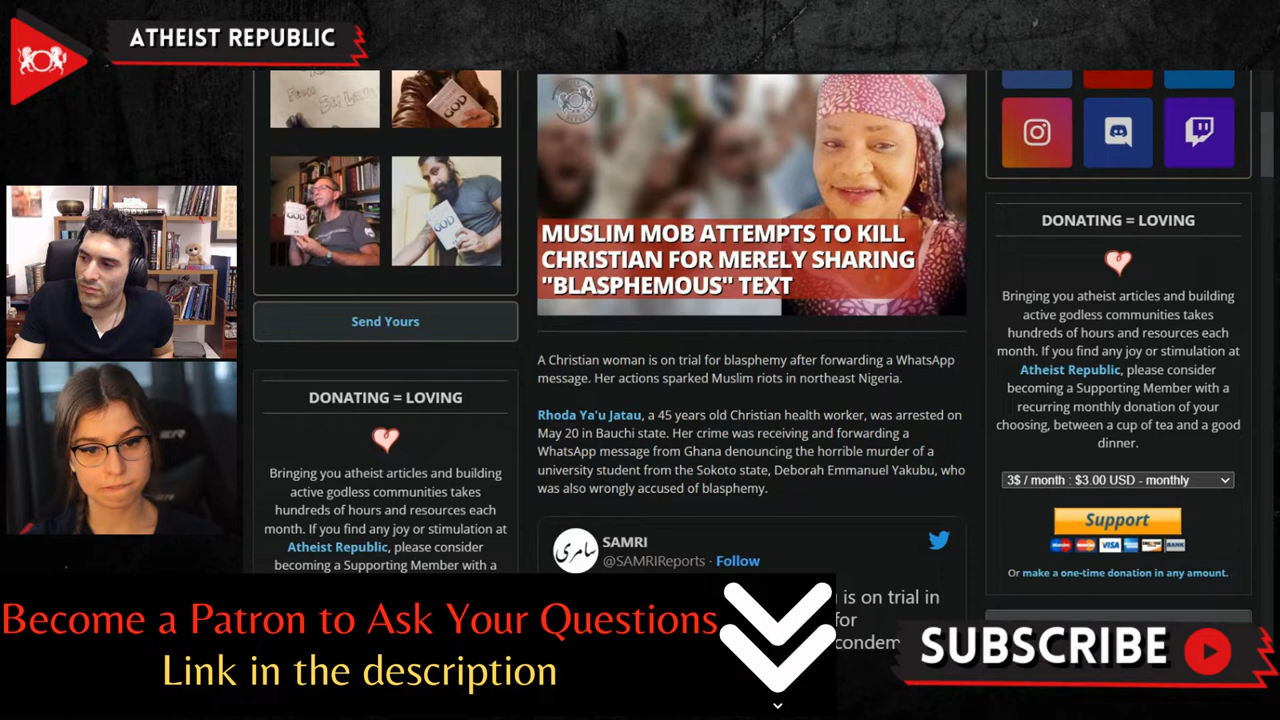 ATHEIST REPUBLIC
GOD
GOD
GOD
Send Yours
DONATING = LOVING
Bringing you atheist articles and building
active godless communities takes
hundreds of hours and resources each
month. If you find any joy or stimulation at
Atheist Republic, please consider
becoming a Supporting Member with a
MUSLIM MOB ATTEMPTS TO KILL
CHRISTIAN FOR MERELY SHARING
"BLASPHEMOUS" TEXT
A Christian woman is on trial for blasphemy after forwarding a WhatsApp
message. Her actions sparked Muslim riots in northeast Nigeria.
Rhoda Ya'u Jatau, a 45 years old Christian health worker, was arrested on
May 20 in Bauchi state. Her crime was receiving and forwarding a
WhatsApp message from Ghana denouncing the horrible murder of a
university student from the Sokoto state, Deborah Emmanuel Yakubu, who
was also wrongly accused of blasphemy.
سامری
SAMRI
@SAMRIReports · Follow
is on trial in
for
condem
DONATING = LOVING
Bringing you atheist articles and building
active godless communities takes
hundreds of hours and resources each
month. If you find any joy or stimulation at
Atheist Republic, please consider
becoming a Supporting Member with a
recurring monthly donation of your
choosing, between a cup of tea and a good
dinner.
3$ / month : $3.00 USD - monthly
Support
VISA
BANK
Or make a one-time donation in any amount.
Become a Patron to Ask Your Questions
Link in the description
SUBSCRIBE